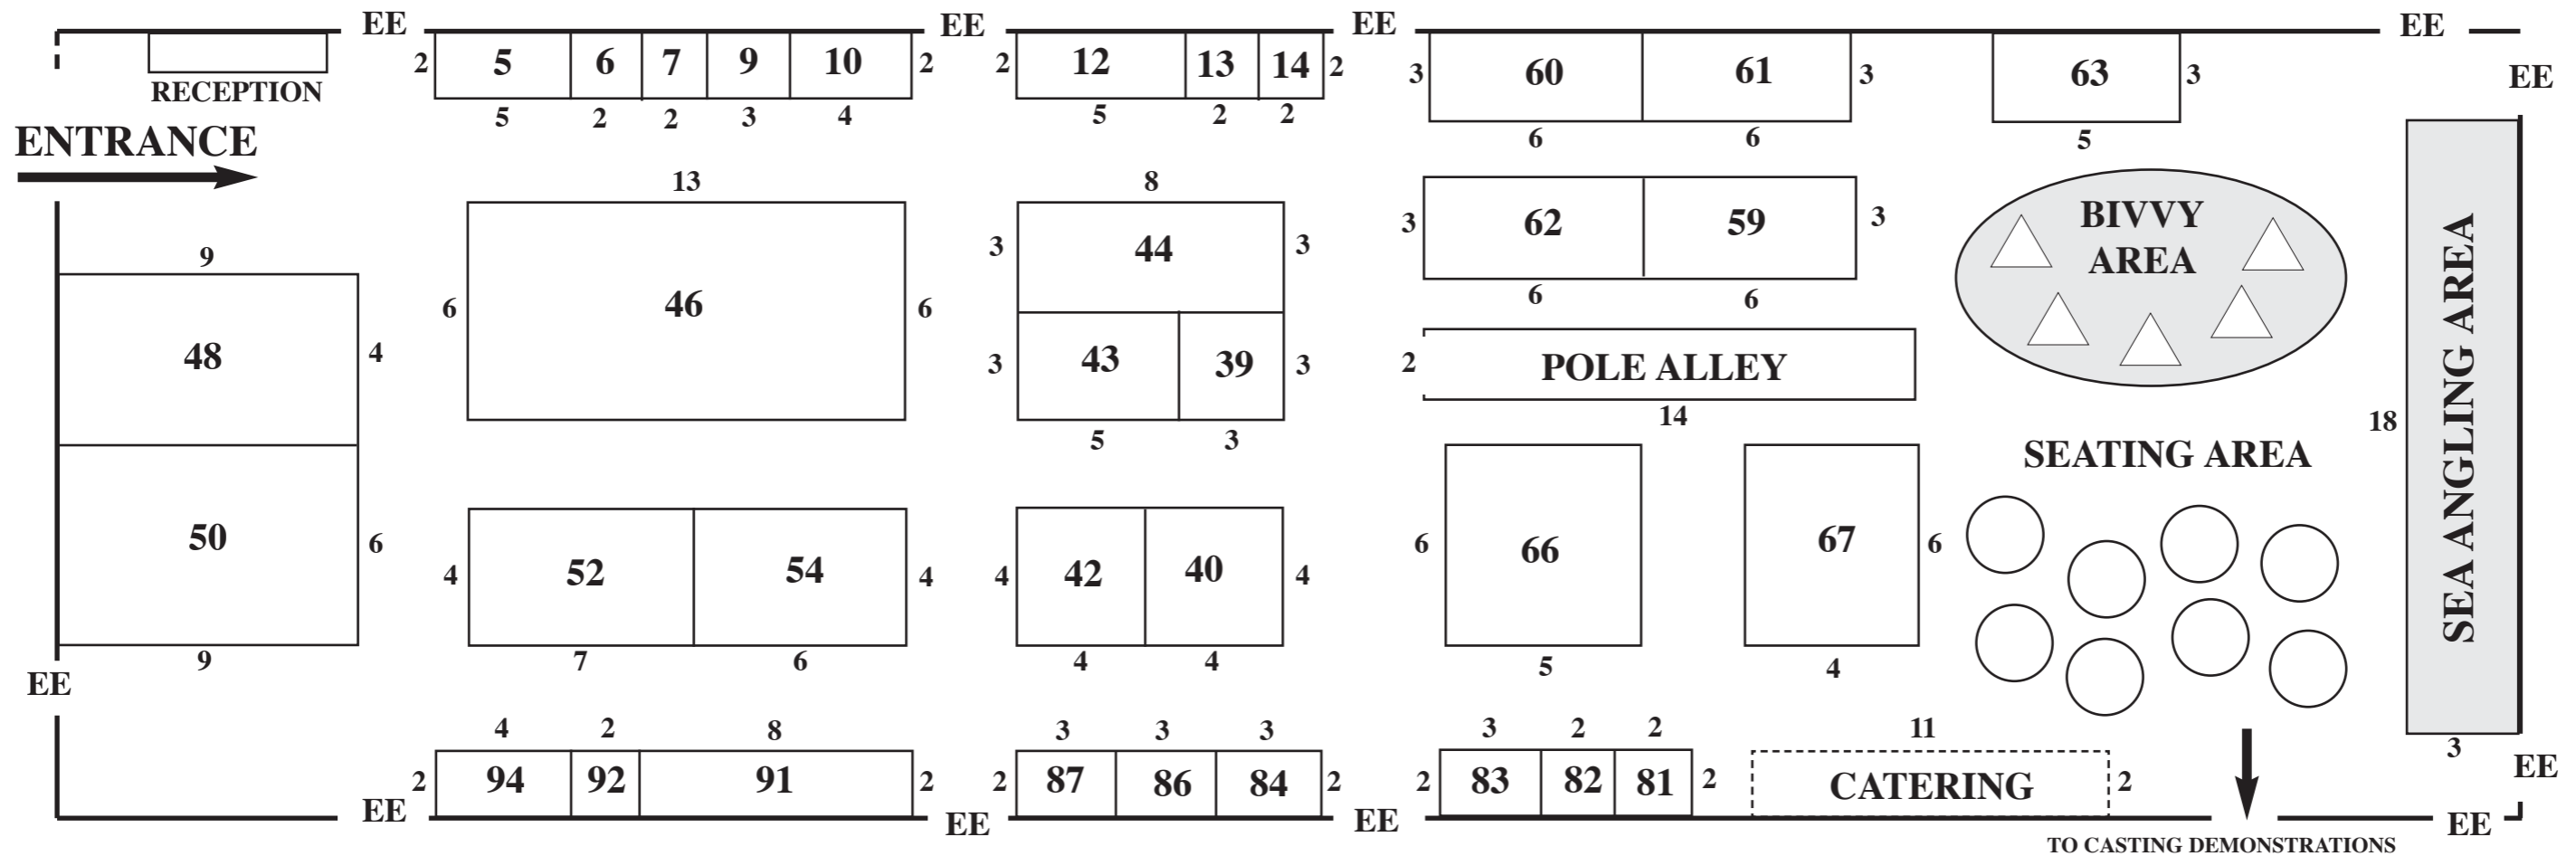 EE EE EE EE
2 5 6 7 9 10 2 2 12 13 14 2 3 60 61 3 63 3 EE
RECEPTION
5 2 2 3 4 5 2 2 6 6 5
ENTRANCE
13 8
9
6 46 6
3 44 3
3 43 39 3
5 3
3 62 59 3
6 6
BIVVY
AREA
2 POLE ALLEY
14
48 4
50 6
9
SEATING AREA
18 SEA ANGLING AREA
3
4 52 54 4
7 6
4 42 40 4
4 4
6 66
5
67 6
4
EE
4 2 8 3 3 3 3 2 2 11
2 94 92 91 2 2 87 86 84 2 2 83 82 81 2 CATERING 2 EE
EE EE EE EE
TO CASTING DEMONSTRATIONS